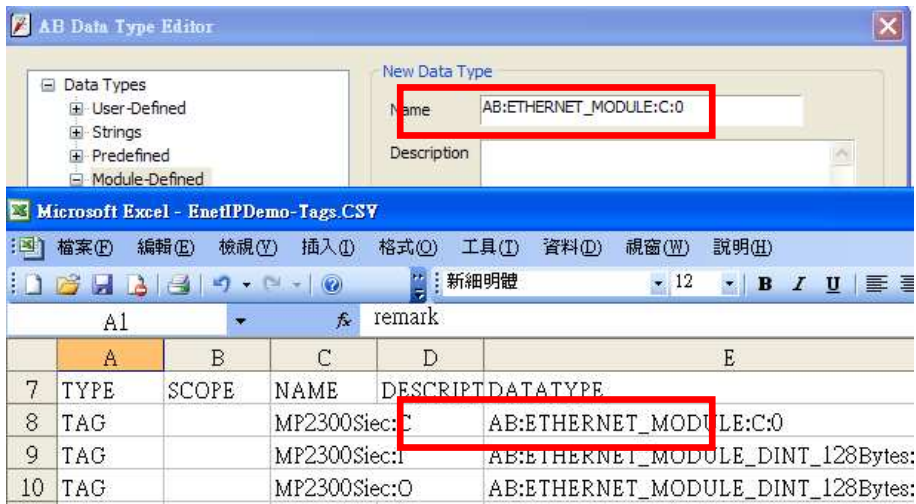 AB Data Type Editor
Data Types
User-Defined
Strings
Predefined
Module-Defined
New Data Type
Name AB:ETHERNET_MODULE:C:0
Description
Microsoft Excel - EnetIPDemo-Tags.CSV
檔案(F) 編輯(E) 檢視(V) 插入(I) 格式(O) 工具(T) 資料(D) 視窗(W) 說明(H)
新細明體 12 B I U
A1 fx remark
A B C D E
7 TYPE SCOPE NAME DESCRIPT DATATYPE
8 TAG MP2300Siec:C AB:ETHERNET_MODULE:C:0
9 TAG MP2300Siec:I AB:ETHERNET_MODULE_DINT_128Bytes:
10 TAG MP2300Siec:O AB:ETHERNET_MODULE_DINT_128Bytes: